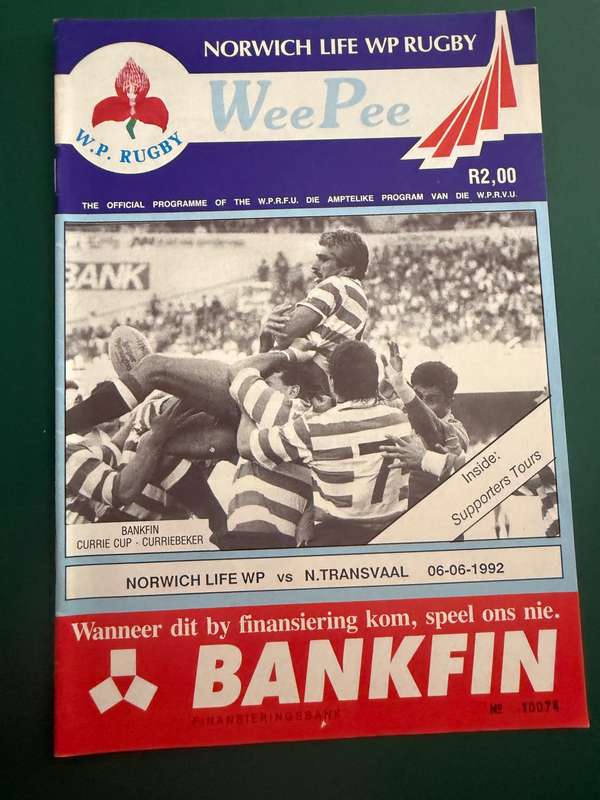 NORWICH LIFE WP RUGBY
WeePee
W.P. RUGBY
R2,00
THE OFFICIAL PROGRAMME OF THE W.P.R.F.U. DIE AMPTELIKE PROGRAM VAN DIE W.P.R.V.U.
BANK
Inside:
Supporters Tours
BANKFIN
CURRIE CUP - CURRIEBEKER
NORWICH LIFE WP vs N.TRANSVAAL 06-06-1992
Wanneer dit by finansiering kom, speel ons nie.
BANKFIN
FINANSIERINGSBANK
Nº 10074